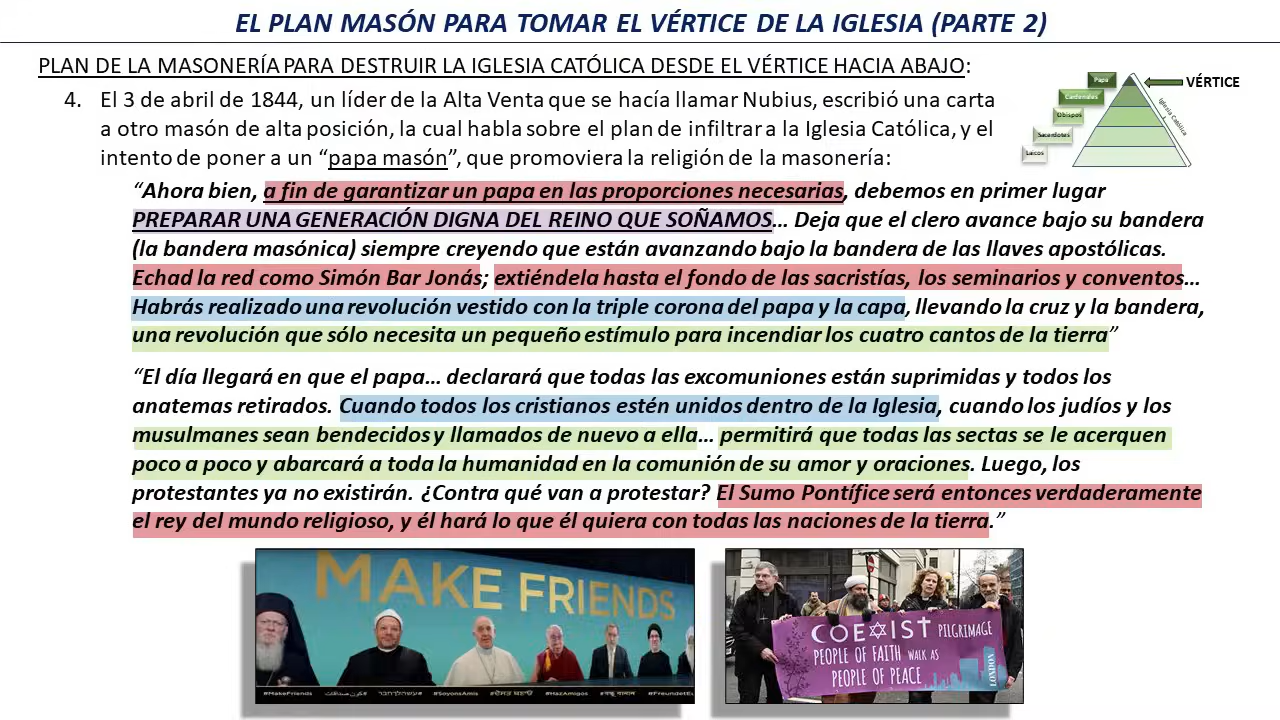 EL PLAN MASÓN PARA TOMAR EL VÉRTICE DE LA IGLESIA (PARTE 2)
PLAN DE LA MASONERÍA PARA DESTRUIR LA IGLESIA CATÓLICA DESDE EL VÉRTICE HACIA ABAJO:
4. El 3 de abril de 1844, un líder de la Alta Venta que se hacía llamar Nubius, escribió una carta
a otro masón de alta posición, la cual habla sobre el plan de infiltrar a la Iglesia Católica, y el
intento de poner a un “papa masón”, que promoviera la religión de la masonería:
Papa
Cardenales
Obispos
Sacerdotes
Laicos
VÉRTICE
Iglesia Católica
“Ahora bien, a fin de garantizar un papa en las proporciones necesarias, debemos en primer lugar
PREPARAR UNA GENERACIÓN DIGNA DEL REINO QUE SOÑAMOS… Deja que el clero avance bajo su bandera
(la bandera masónica) siempre creyendo que están avanzando bajo la bandera de las llaves apostólicas.
Echad la red como Simón Bar Jonás; extiéndela hasta el fondo de las sacristías, los seminarios y conventos…
Habrás realizado una revolución vestido con la triple corona del papa y la capa, llevando la cruz y la bandera,
una revolución que sólo necesita un pequeño estímulo para incendiar los cuatro cantos de la tierra”
“El día llegará en que el papa… declarará que todas las excomuniones están suprimidas y todos los
anatemas retirados. Cuando todos los cristianos estén unidos dentro de la Iglesia, cuando los judíos y los
musulmanes sean bendecidos y llamados de nuevo a ella… permitirá que todas las sectas se le acerquen
poco a poco y abarcará a toda la humanidad en la comunión de su amor y oraciones. Luego, los
protestantes ya no existirán. ¿Contra qué van a protestar? El Sumo Pontífice será entonces verdaderamente
el rey del mundo religioso, y él hará lo que él quiera con todas las naciones de la tierra.”
MAKE FRIENDS
#MakeFriends
#SoyonsAmis
#HazAmigos
COEXIST PILGRIMAGE
PEOPLE OF FAITH WALK AS
PEOPLE OF PEACE
LONDON